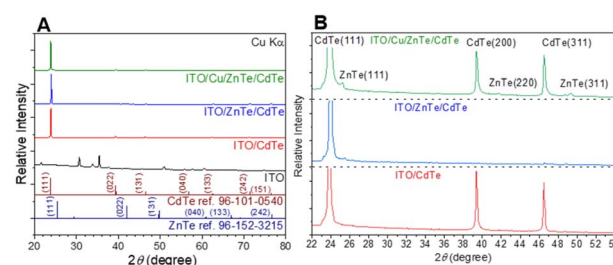 A
Cu Kα
ITO/Cu/ZnTe/CdTe
ITO/ZnTe/CdTe
ITO/CdTe
ITO
(111)
(022)
(131)
(040)
(133)
(242)
(151)
CdTe ref. 96-101-0540
(111)
(022)
(131)
(040)
(133)
(242)
ZnTe ref. 96-152-3215
20 30 40 50 60 70 80
2θ (degree)
Relative Intensity
B
CdTe(111)
ITO/Cu/ZnTe/CdTe
CdTe(200)
CdTe(311)
ZnTe(111)
ZnTe(220)
ZnTe(311)
ITO/ZnTe/CdTe
ITO/CdTe
22 24 26 28 30 38 40 42 44 46 48 50 52
2θ (degree)
Relative Intensity